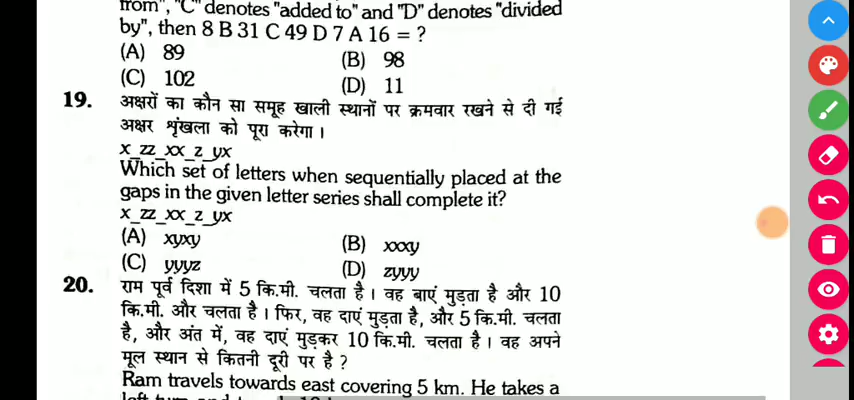 from", "C" denotes "added to" and "D" denotes "divided
by", then 8 B 31 C 49 D 7 A 16 = ?
(A) 89 (B) 98
(C) 102 (D) 11
19. अक्षरों का कौन सा समूह खाली स्थानों पर क्रमवार रखने से दी गई
अक्षर शृंखला को पूरा करेगा ।
x_zz_xx_z_yx
Which set of letters when sequentially placed at the
gaps in the given letter series shall complete it?
x_zz_xx_z_yx
(A) xyxy (B) xxxy
(C) yyyz (D) zyyy
20. राम पूर्व दिशा में 5 कि.मी. चलता है । वह बाएं मुड़ता है और 10
कि.मी. और चलता है । फिर, वह दाएं मुड़ता है, और 5 कि.मी. चलता
है, और अंत में, वह दाएं मुड़कर 10 कि.मी. चलता है । वह अपने
मूल स्थान से कितनी दूरी पर है ?
Ram travels towards east covering 5 km. He takes a